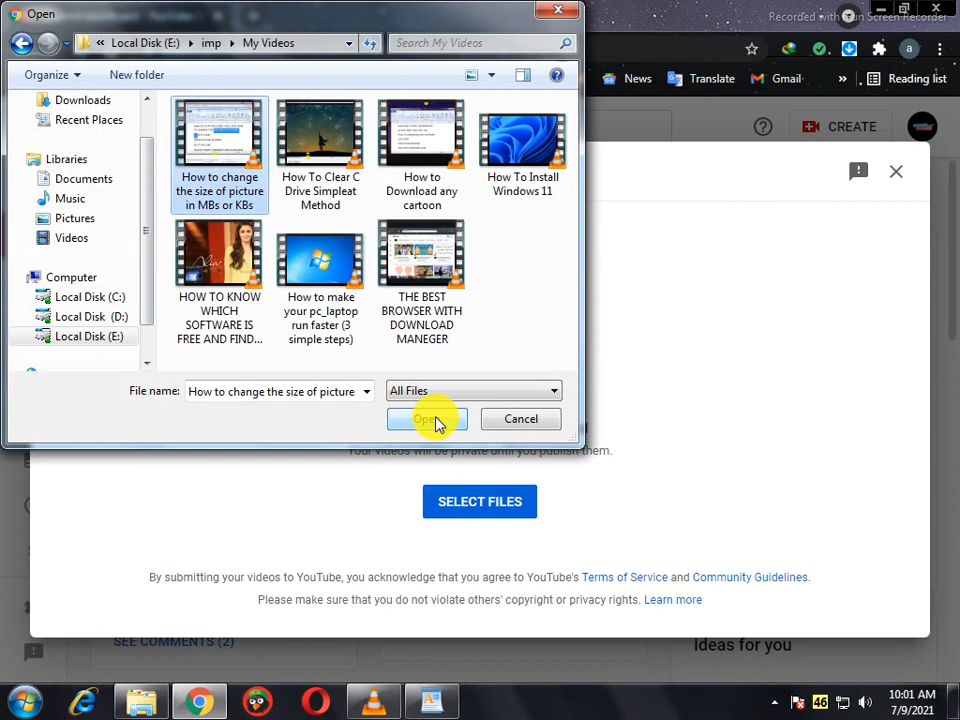 Open
Recorded with iFun Screen Recorder
Local Disk (E:) imp My Videos
Search My Videos
Organize New folder
News Translate Gmail » Reading list
CREATE
Downloads
Recent Places
Libraries
Documents
Music
Pictures
Videos
Computer
Local Disk (C:)
Local Disk (D:)
Local Disk (E:)
How to change
the size of picture
in MBs or KBs
How To Clear C
Drive Simpleat
Method
How to
Download any
cartoon
How To Install
Windows 11
HOW TO KNOW
WHICH
SOFTWARE IS
FREE AND FIND...
How to make
your pc_laptop
run faster (3
simple steps)
THE BEST
BROWSER WITH
DOWNLOAD
MANEGER
File name: How to change the size of picture
All Files
Open Cancel
Your videos will be private until you publish them.
SELECT FILES
By submitting your videos to YouTube, you acknowledge that you agree to YouTube's Terms of Service and Community Guidelines.
Please make sure that you do not violate others' copyright or privacy rights. Learn more
SEE COMMENTS (2)
Ideas for you
46
10:01 AM
7/9/2021